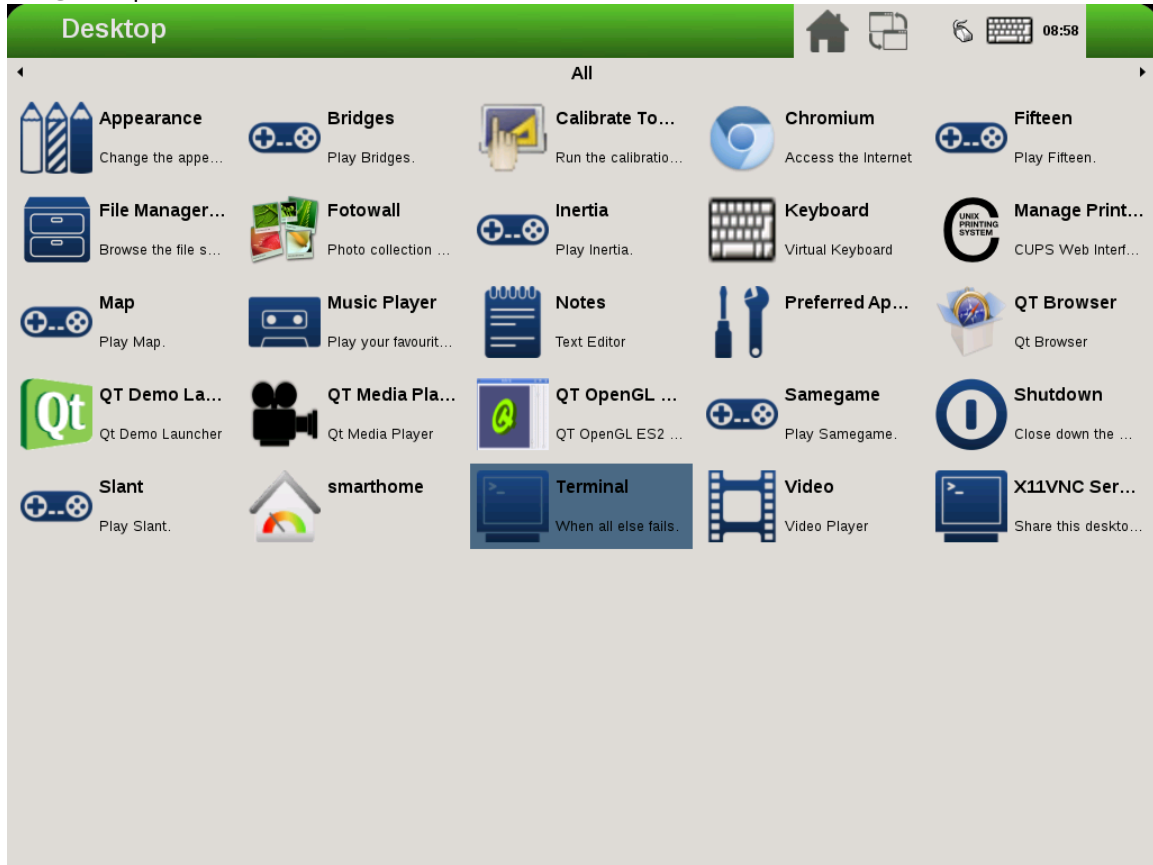 Desktop
08:58
All
Appearance
Change the appe...
Bridges
Play Bridges.
Calibrate To...
Run the calibratio...
Chromium
Access the Internet
Fifteen
Play Fifteen.
File Manager...
Browse the file s...
Fotowall
Photo collection ...
Inertia
Play Inertia.
Keyboard
Virtual Keyboard
UNIX
PRINTING
SYSTEM
Manage Print...
CUPS Web Interf...
Map
Play Map.
Music Player
Play your favourit...
Notes
Text Editor
Preferred Ap...
QT Browser
Qt Browser
Qt
QT Demo La...
Qt Demo Launcher
QT Media Pla...
Qt Media Player
QT OpenGL ...
QT OpenGL ES2 ...
Samegame
Play Samegame.
Shutdown
Close down the ...
Slant
Play Slant.
smarthome
>_
Terminal
When all else fails.
Video
Video Player
>_
X11VNC Ser...
Share this deskto...